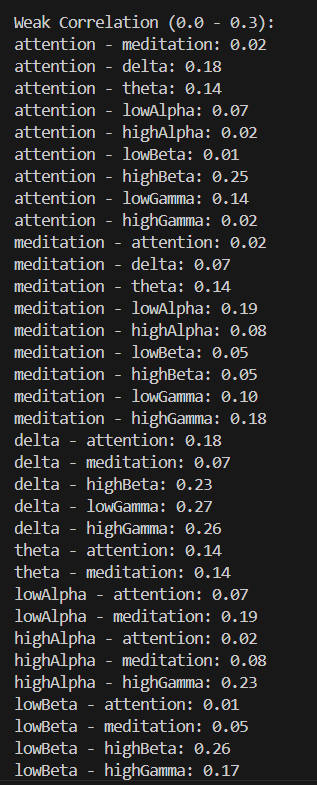 Weak Correlation (0.0 - 0.3):
attention - meditation: 0.02
attention - delta: 0.18
attention - theta: 0.14
attention - lowAlpha: 0.07
attention - highAlpha: 0.02
attention - lowBeta: 0.01
attention - highBeta: 0.25
attention - lowGamma: 0.14
attention - highGamma: 0.02
meditation - attention: 0.02
meditation - delta: 0.07
meditation - theta: 0.14
meditation - lowAlpha: 0.19
meditation - highAlpha: 0.08
meditation - lowBeta: 0.05
meditation - highBeta: 0.05
meditation - lowGamma: 0.10
meditation - highGamma: 0.18
delta - attention: 0.18
delta - meditation: 0.07
delta - highBeta: 0.23
delta - lowGamma: 0.27
delta - highGamma: 0.26
theta - attention: 0.14
theta - meditation: 0.14
lowAlpha - attention: 0.07
lowAlpha - meditation: 0.19
highAlpha - attention: 0.02
highAlpha - meditation: 0.08
highAlpha - highGamma: 0.23
lowBeta - attention: 0.01
lowBeta - meditation: 0.05
lowBeta - highBeta: 0.26
lowBeta - highGamma: 0.17